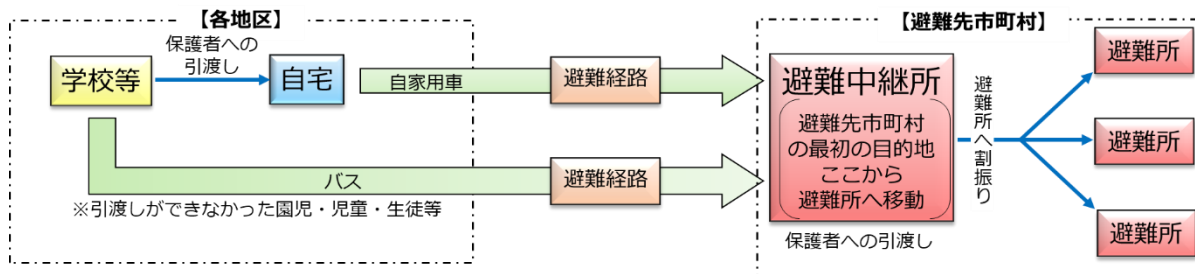 【各地区】
保護者への
引渡し
学校等
自宅
自家用車
避難経路
バス
避難経路
※引渡しができなかった園児・児童・生徒等
【避難先市町村】
避難中継所
避難先市町村
の最初の目的地
ここから
避難所へ移動
保護者への引渡し
避難所へ割振り
避難所
避難所
避難所